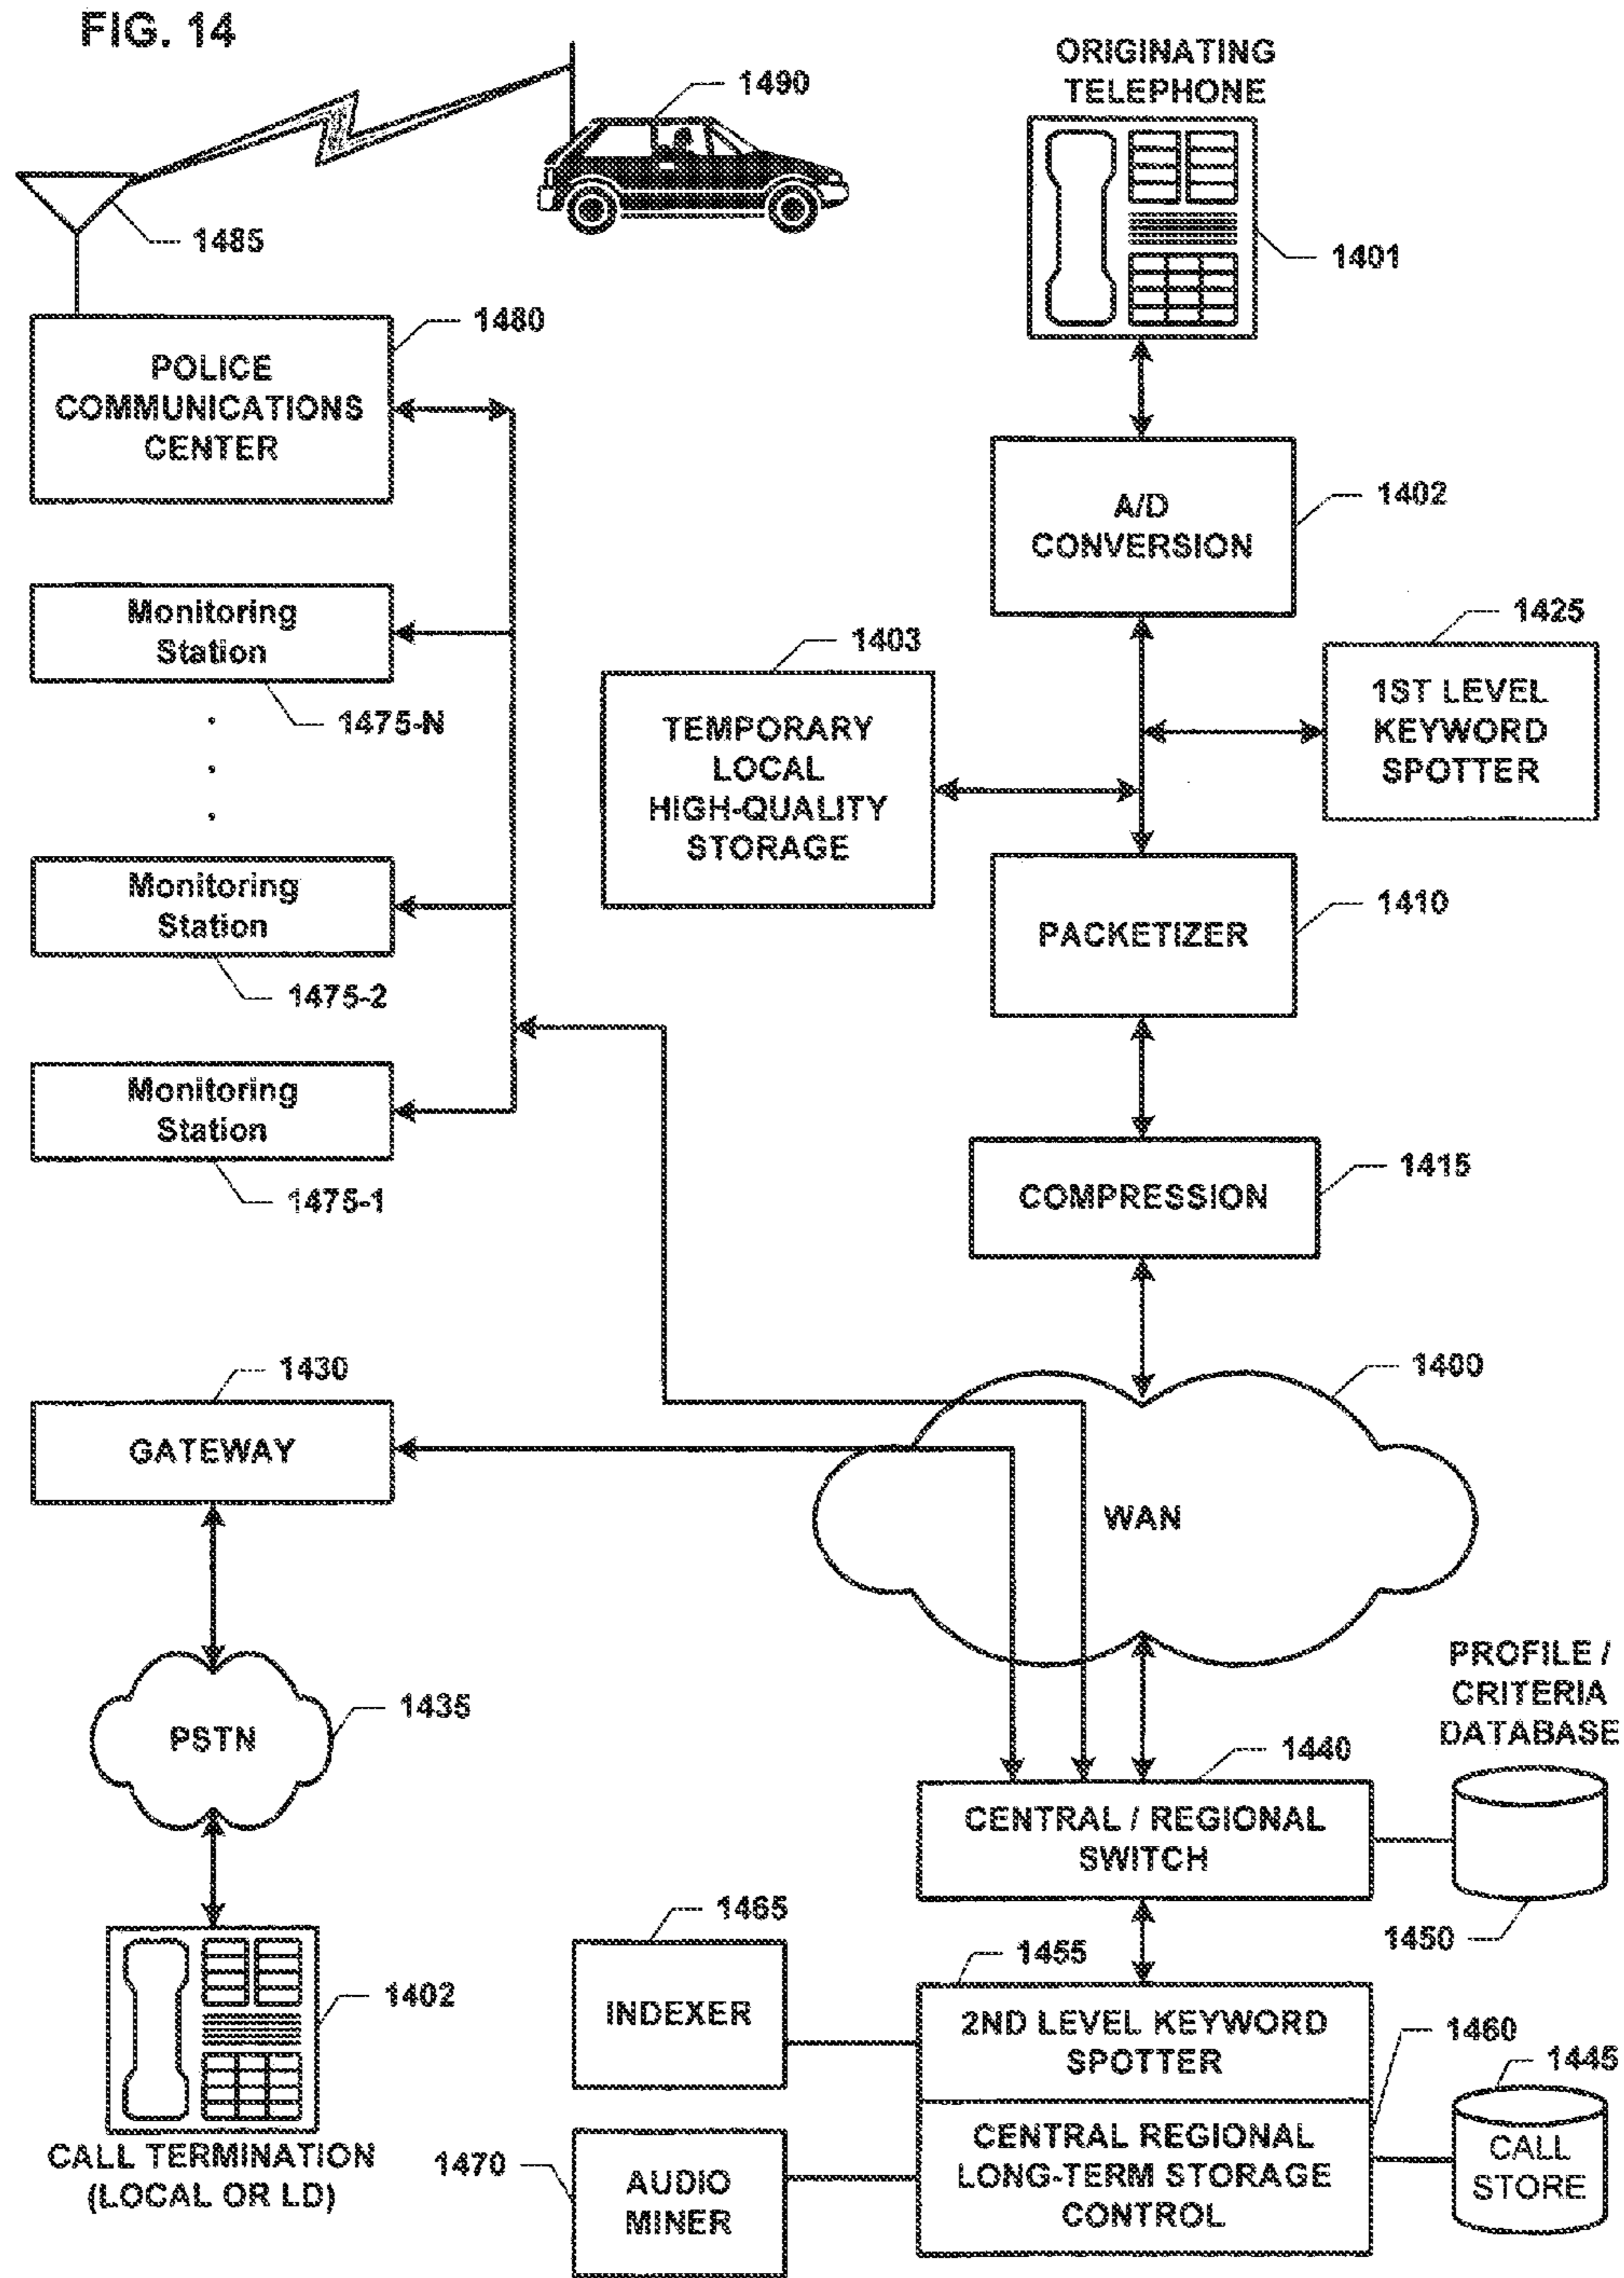 FIG. 14
1490
1485
1480
POLICE
COMMUNICATIONS
CENTER
Monitoring
Station
1475-N
Monitoring
Station
1475-2
Monitoring
Station
1475-1
ORIGINATING
TELEPHONE
1401
1402
A/D
CONVERSION
1425
1ST LEVEL
KEYWORD
SPOTTER
1403
TEMPORARY
LOCAL
HIGH-QUALITY
STORAGE
1410
PACKETIZER
1415
COMPRESSION
1400
WAN
1430
GATEWAY
1435
PSTN
1402
CALL TERMINATION
(LOCAL OR LD)
PROFILE /
CRITERIA
DATABASE
1450
1440
CENTRAL / REGIONAL
SWITCH
1465
INDEXER
1455
2ND LEVEL KEYWORD
SPOTTER
1460
1445
CALL
STORE
1470
AUDIO
MINER
CENTRAL REGIONAL
LONG-TERM STORAGE
CONTROL